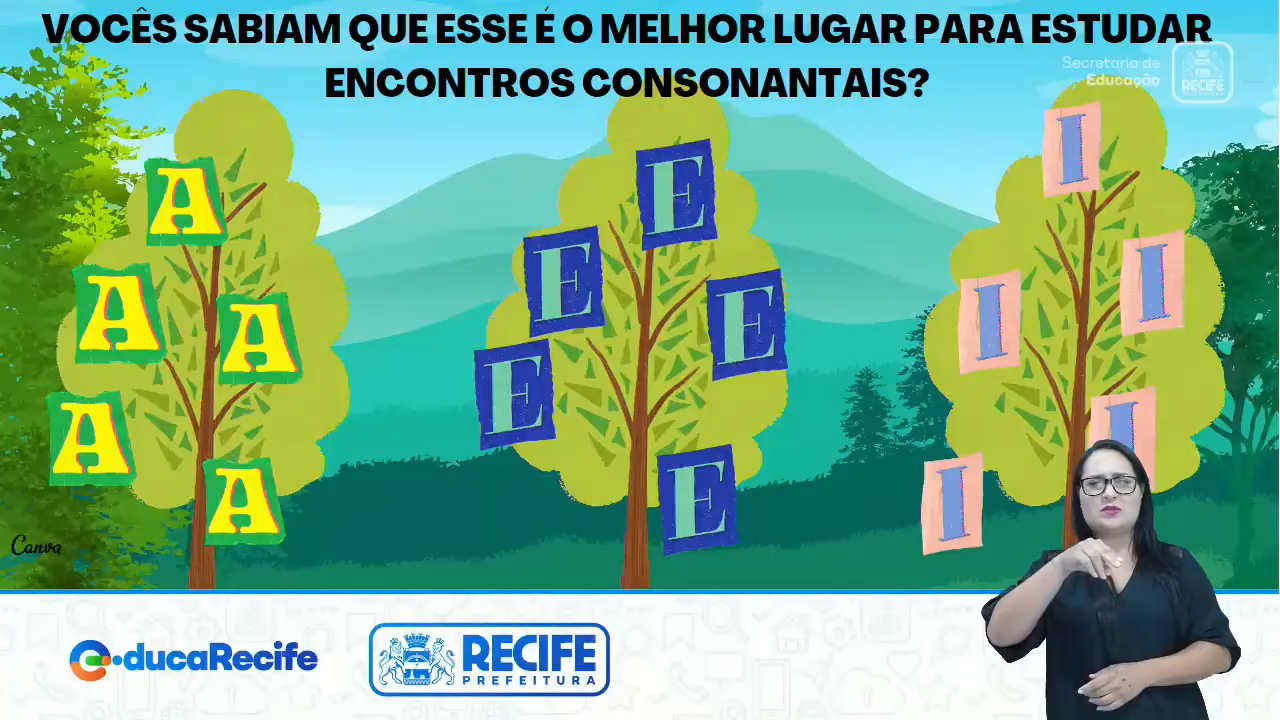 VOCÊS SABIAM QUE ESSE É O MELHOR LUGAR PARA ESTUDAR
ENCONTROS CONSONANTAIS?
Secretaria de
Educação
RECIFE
A
A
A
A
A
E
E
E
E
E
I
I
I
I
I
Canva
educaRecife
RECIFE
PREFEITURA